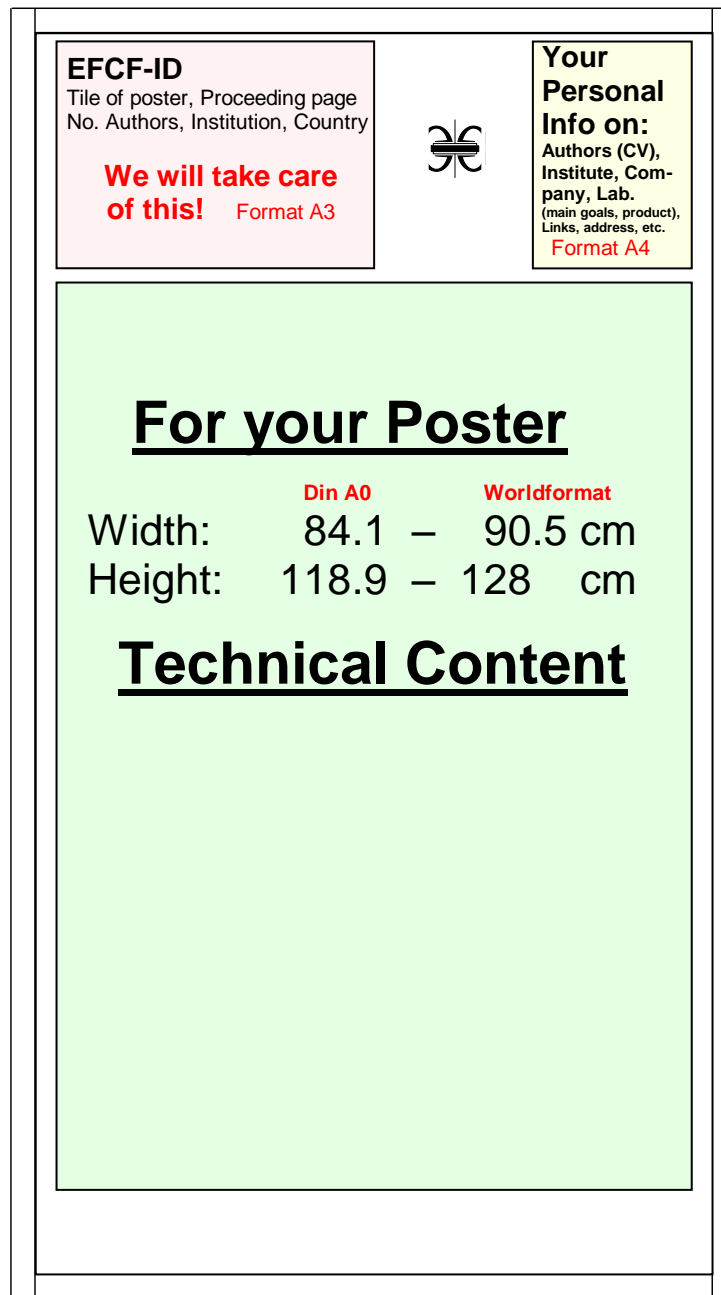 EFCF-ID
Tile of poster, Proceeding page
No. Authors, Institution, Country
We will take care
of this! Format A3
Your
Personal
Info on:
Authors (CV),
Institute, Com-
pany, Lab.
(main goals, product),
Links, address, etc.
Format A4
For your Poster
Din A0 Worldformat
Width: 84.1 – 90.5 cm
Height: 118.9 – 128 cm
Technical Content